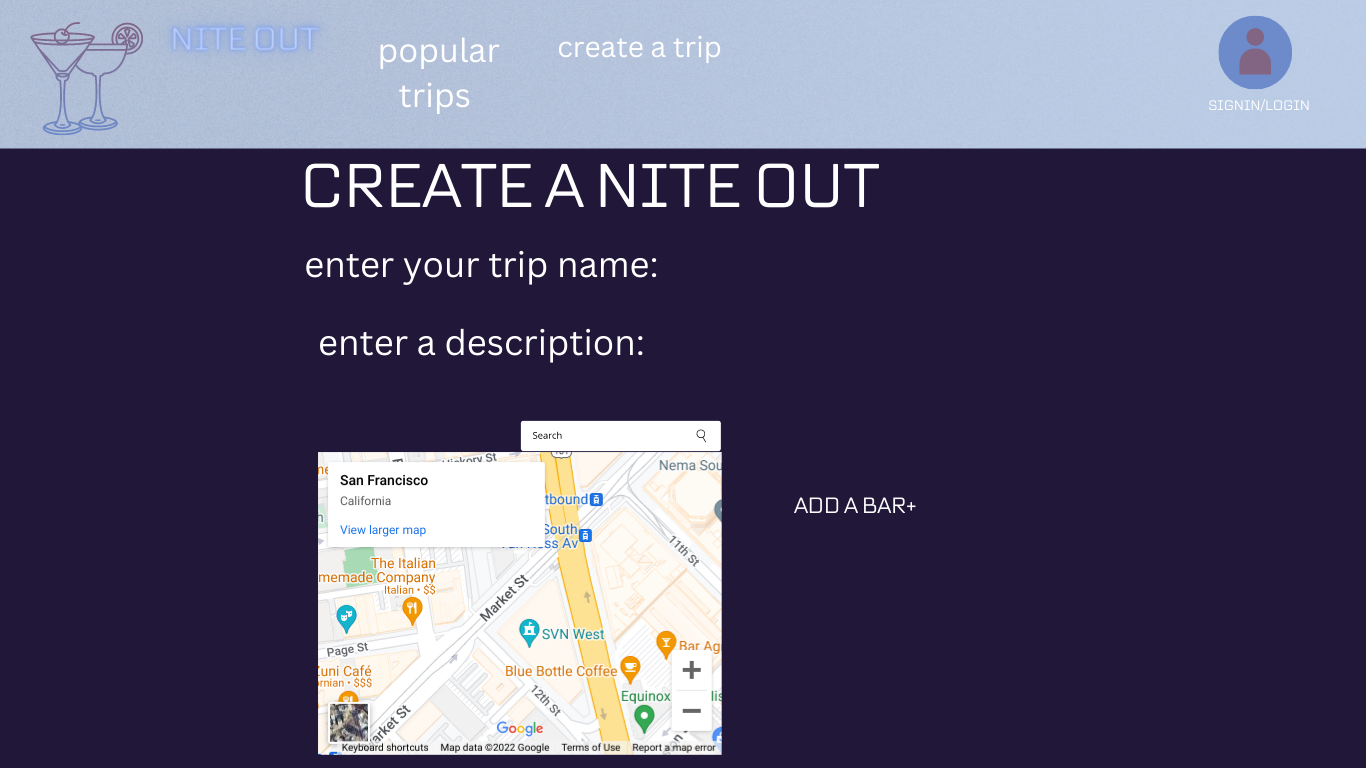 NITE OUT
popular
trips
create a trip
SIGNIN/LOGIN
CREATE A NITE OUT
enter your trip name:
enter a description:
Search
San Francisco
California
View larger map
Hickory St
Nema Sou
tbound
South
Ness Av
11th St
ADD A BAR+
The Italian
memade Company
Italian • $$
Market St
SVN West
Page St
Bar Ag
Zuni Café
ornian • $$$
Blue Bottle Coffee
12th St
Equinox
lis
arket St
Google
Keyboard shortcuts
Map data ©2022 Google
Terms of Use
Report a map error